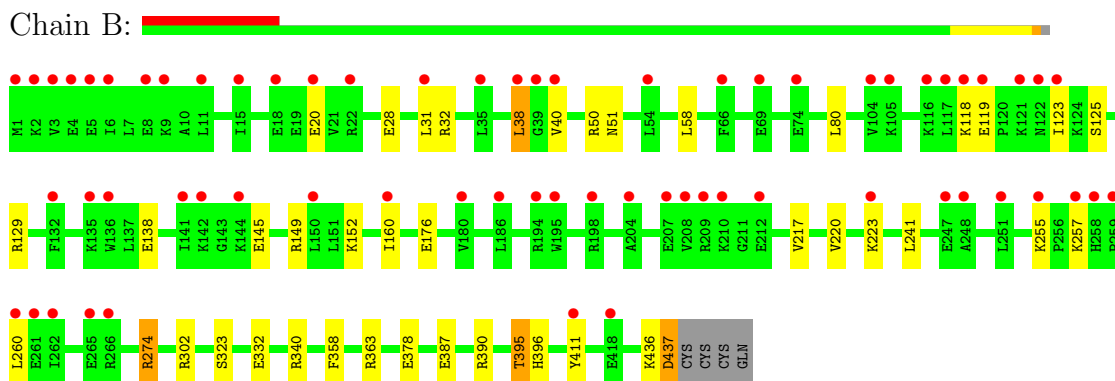 Chain B:
M1 K2 V3 E4 E5 I6 L7 E8 K9 A10 L11 I15 E18 E19 E20 V21 R22 E28 L31 R32 L35 L38 G39 V40 R50 N51 L54 L58 F66 E69 E74 L80 V104 K105 K116 L117 K118 E119 P120 K121 N122 I123 K124 S125
R129 F132 K135 W136 L137 E138 I141 K142 G143 K144 E145 R149 L150 L151 K152 I160 E176 V180 L186 R194 W195 R198 A204 E207 V208 R209 K210 G211 E212 V217 V220 K223 L241 E247 A248 L251 K255 P256 K257 H258
L260 E261 I262 E265 R266 R274 R302 S323 E332 R340 F358 R363 E378 E387 R390 T395 H396 Y411 E418 K436 D437 CYS CYS CYS GLN